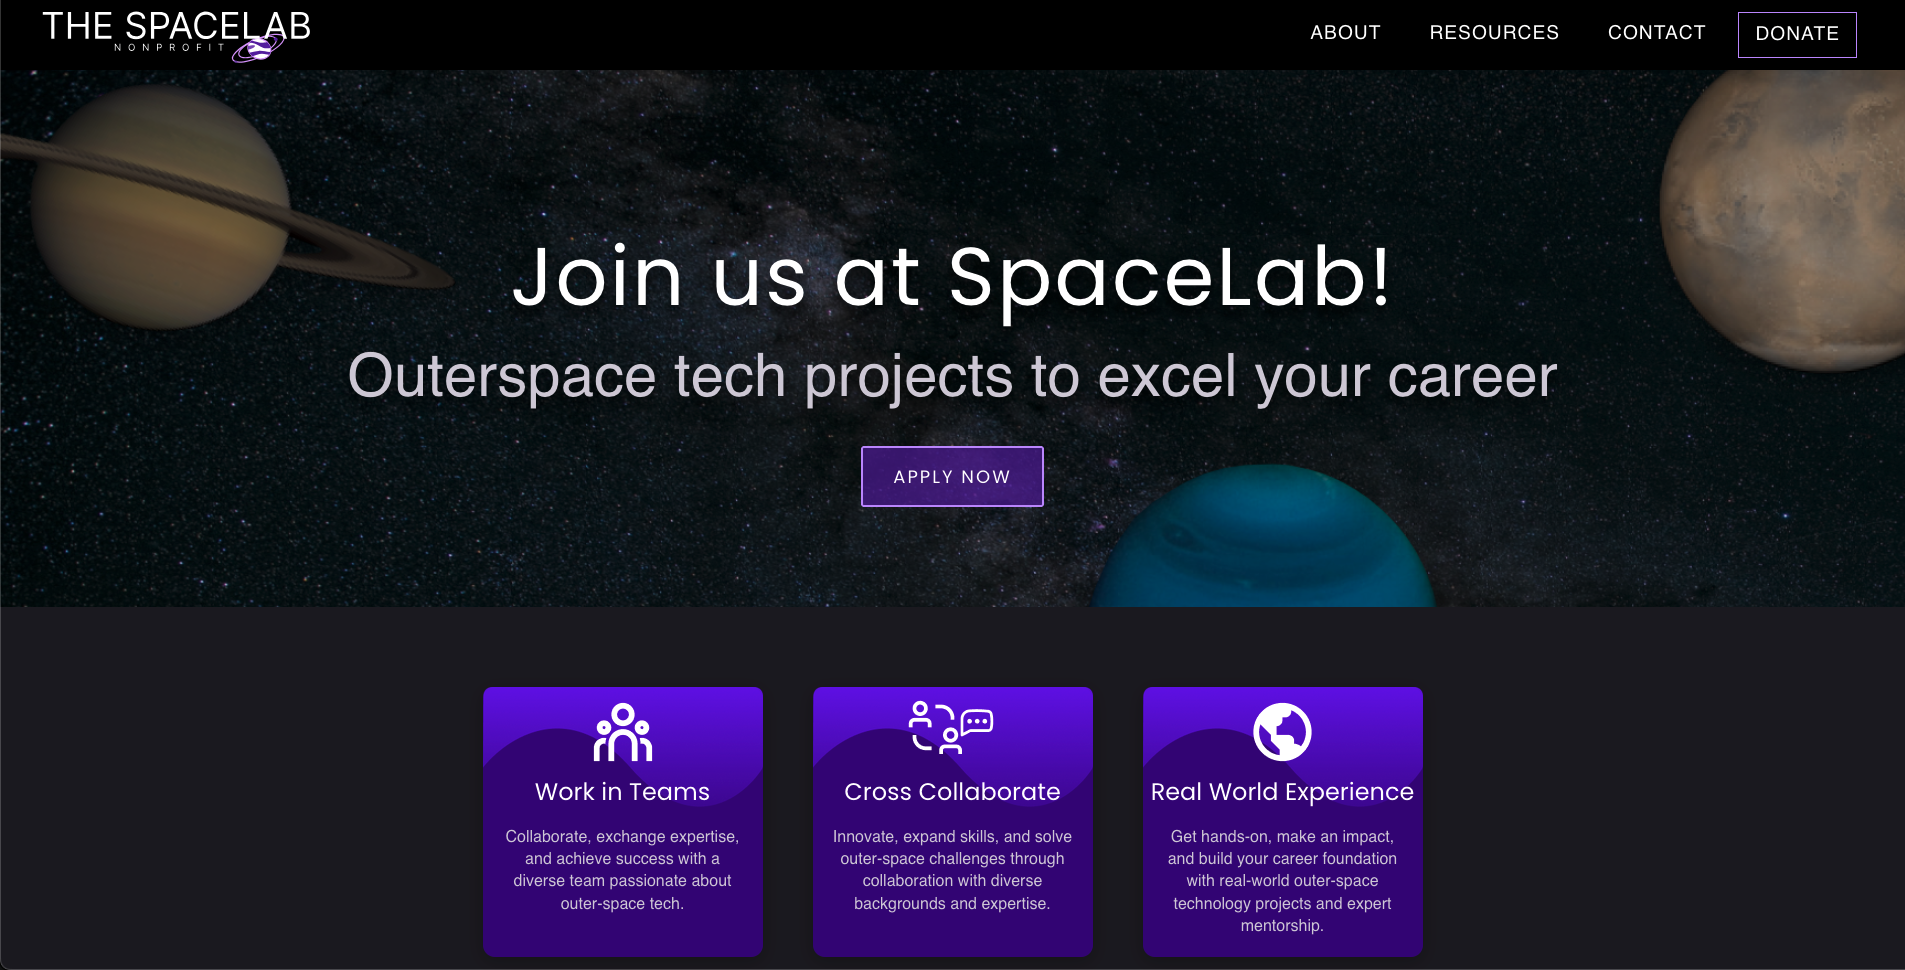 THE SPACELAB
NONPROFIT
ABOUT
RESOURCES
CONTACT
DONATE
Join us at SpaceLab!
Outerspace tech projects to excel your career
APPLY NOW
Work in Teams
Collaborate, exchange expertise,
and achieve success with a
diverse team passionate about
outer-space tech.
Cross Collaborate
Innovate, expand skills, and solve
outer-space challenges through
collaboration with diverse
backgrounds and expertise.
Real World Experience
Get hands-on, make an impact,
and build your career foundation
with real-world outer-space
technology projects and expert
mentorship.